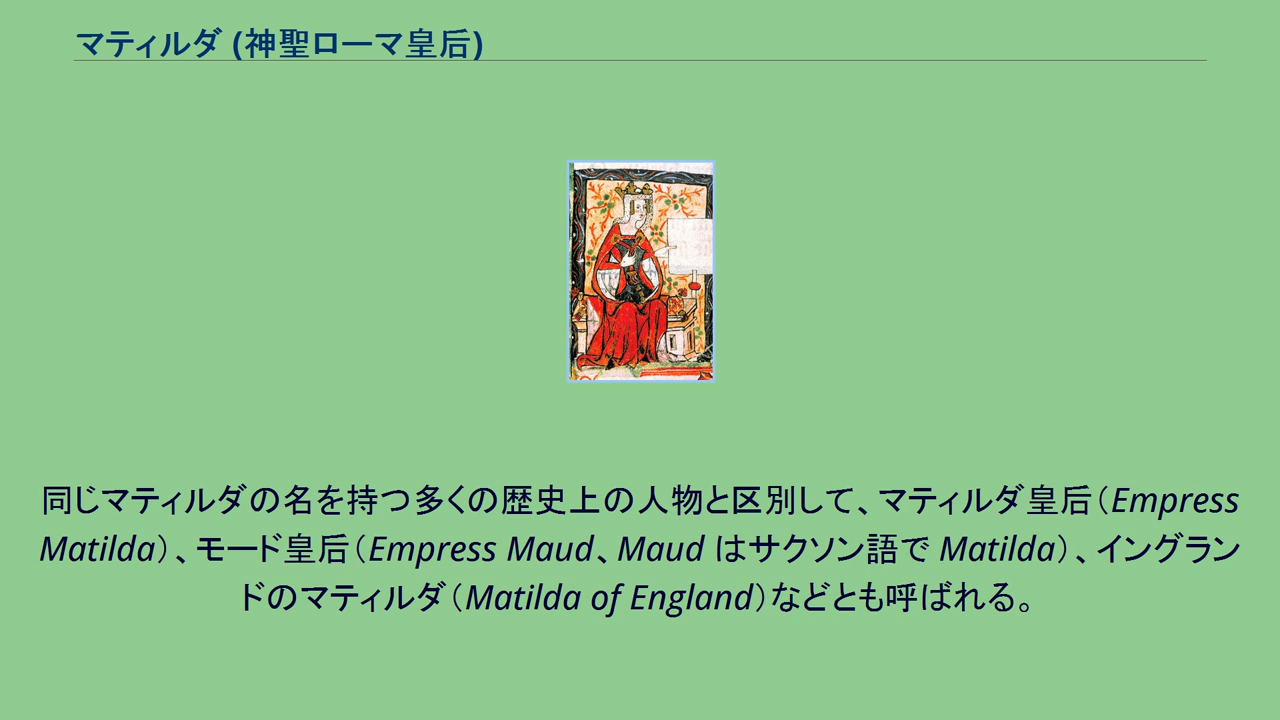 マティルダ (神聖ローマ皇后)
同じマティルダの名を持つ多くの歴史上の人物と区別して、マティルダ皇后（Empress
Matilda）、モード皇后（Empress Maud、Maud はサクソン語で Matilda）、イングラン
ドのマティルダ（Matilda of England）などとも呼ばれる。